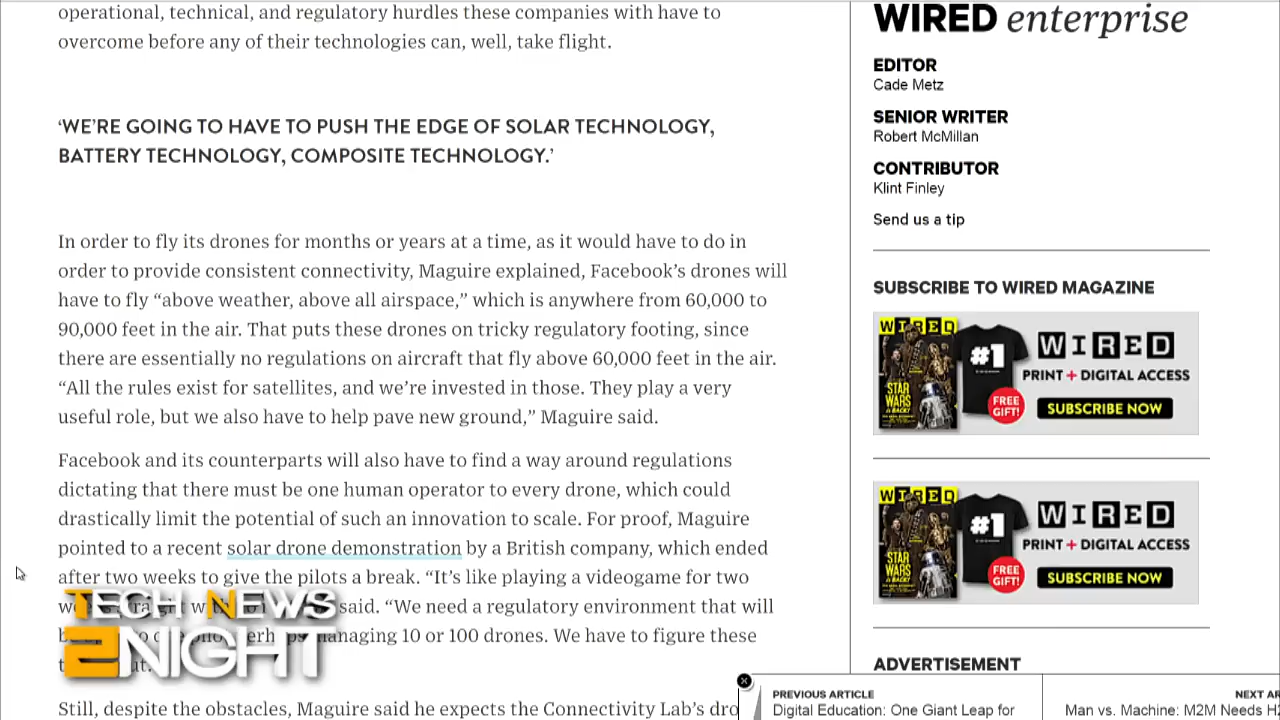 operational, technical, and regulatory hurdles these companies with have to
overcome before any of their technologies can, well, take flight.
‘WE’RE GOING TO HAVE TO PUSH THE EDGE OF SOLAR TECHNOLOGY,
BATTERY TECHNOLOGY, COMPOSITE TECHNOLOGY.’
In order to fly its drones for months or years at a time, as it would have to do in
order to provide consistent connectivity, Maguire explained, Facebook’s drones will
have to fly “above weather, above all airspace,” which is anywhere from 60,000 to
90,000 feet in the air. That puts these drones on tricky regulatory footing, since
there are essentially no regulations on aircraft that fly above 60,000 feet in the air.
“All the rules exist for satellites, and we’re invested in those. They play a very
useful role, but we also have to help pave new ground,” Maguire said.
Facebook and its counterparts will also have to find a way around regulations
dictating that there must be one human operator to every drone, which could
drastically limit the potential of such an innovation to scale. For proof, Maguire
pointed to a recent solar drone demonstration by a British company, which ended
after two weeks to give the pilots a break. “It’s like playing a videogame for two
said. “We need a regulatory environment that will
managing 10 or 100 drones. We have to figure these
Still, despite the obstacles, Maguire said he expects the Connectivity Lab’s dro
TECH NEWS
2NIGHT
WIRED enterprise
EDITOR
Cade Metz
SENIOR WRITER
Robert McMillan
CONTRIBUTOR
Klint Finley
Send us a tip
SUBSCRIBE TO WIRED MAGAZINE
WIRED
STAR
WARS
IS BACK!
#1
FREE
GIFT!
WIRED
PRINT + DIGITAL ACCESS
SUBSCRIBE NOW
WIRED
STAR
WARS
IS BACK!
#1
FREE
GIFT!
WIRED
PRINT + DIGITAL ACCESS
SUBSCRIBE NOW
ADVERTISEMENT
PREVIOUS ARTICLE
Digital Education: One Giant Leap for
NEXT AR
Man vs. Machine: M2M Needs H2